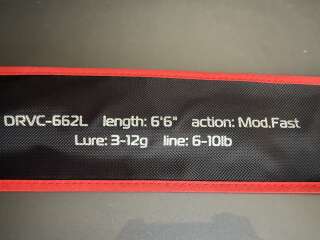 DRVC-662L length: 6'6" action: Mod.Fast
Lure: 3-12g line: 6-10lb